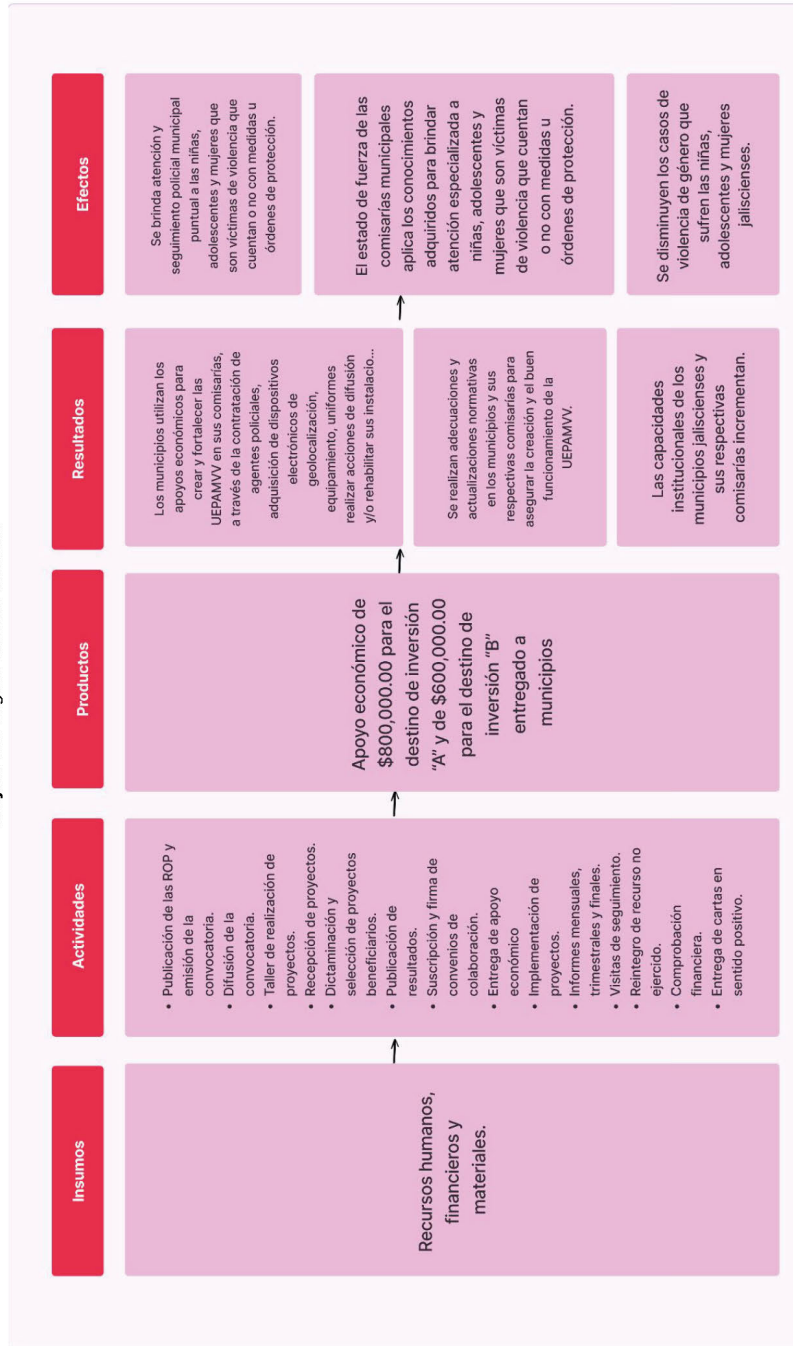 Insumos
Recursos humanos,
financieros y
materiales.
Actividades
• Publicación de las ROP y
emisión de la
convocatoria.
• Difusión de la
convocatoria.
• Taller de realización de
proyectos.
• Recepción de proyectos.
• Dictaminación y
selección de proyectos
beneficiarios.
• Publicación de
resultados.
• Suscripción y firma de
convenios de
colaboración.
• Entrega de apoyo
económico
• Implementación de
proyectos.
• Informes mensuales,
trimestrales y finales.
• Visitas de seguimiento.
• Reintegro de recurso no
ejercido.
• Comprobación
financiera.
• Entrega de cartas en
sentido positivo.
Productos
Apoyo económico de
$800,000.00 para el
destino de inversión
“A” y de $600,000.00
para el destino de
inversión “B”
entregado a
municipios
Resultados
Los municipios utilizan los
apoyos económicos para
crear y fortalecer las
UEPAMVV en sus comisarías,
a través de la contratación de
agentes policiales,
adquisición de dispositivos
electrónicos de
geolocalización,
equipamiento, uniformes
realizar acciones de difusión
y/o rehabilitar sus instalacio...
Se realizan adecuaciones y
actualizaciones normativas
en los municipios y sus
respectivas comisarías para
asegurar la creación y el buen
funcionamiento de la
UEPAMVV.
Las capacidades
institucionales de los
municipios jaliscienses y
sus respectivas
comisarías incrementan.
Efectos
Se brinda atención y
seguimiento policial municipal
puntual a las niñas,
adolescentes y mujeres que
son víctimas de violencia que
cuentan o no con medidas u
órdenes de protección.
El estado de fuerza de las
comisarías municipales
aplica los conocimientos
adquiridos para brindar
atención especializada a
niñas, adolescentes y
mujeres que son víctimas
de violencia que cuentan
o no con medidas u
órdenes de protección.
Se disminuyen los casos de
violencia de género que
sufren las niñas,
adolescentes y mujeres
jaliscienses.